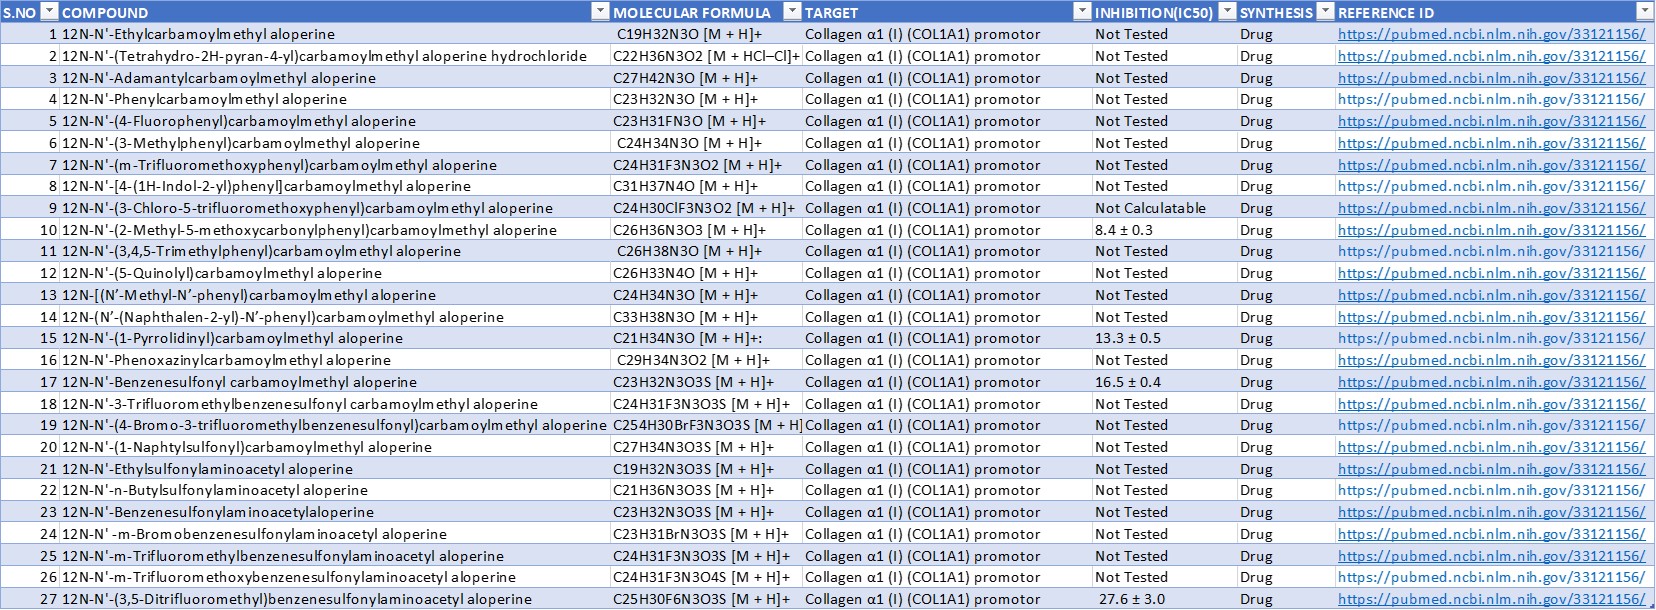 S.NO COMPOUND MOLECULAR FORMULA TARGET INHIBITION(IC50) SYNTHESIS REFERENCE ID
1 12N-N'-Ethylcarbamoylmethyl aloperine C19H32N3O [M + H]+ Collagen α1 (I) (COL1A1) promotor Not Tested Drug https://pubmed.ncbi.nlm.nih.gov/33121156/
2 12N-N'-(Tetrahydro-2H-pyran-4-yl)carbamoylmethyl aloperine hydrochloride C22H36N3O2 [M + HCl–Cl]+ Collagen α1 (I) (COL1A1) promotor Not Tested Drug https://pubmed.ncbi.nlm.nih.gov/33121156/
3 12N-N'-Adamantylcarbamoylmethyl aloperine C27H42N3O [M + H]+ Collagen α1 (I) (COL1A1) promotor Not Tested Drug https://pubmed.ncbi.nlm.nih.gov/33121156/
4 12N-N'-Phenylcarbamoylmethyl aloperine C23H32N3O [M + H]+ Collagen α1 (I) (COL1A1) promotor Not Tested Drug https://pubmed.ncbi.nlm.nih.gov/33121156/
5 12N-N'-(4-Fluorophenyl)carbamoylmethyl aloperine C23H31FN3O [M + H]+ Collagen α1 (I) (COL1A1) promotor Not Tested Drug https://pubmed.ncbi.nlm.nih.gov/33121156/
6 12N-N'-(3-Methylphenyl)carbamoylmethyl aloperine C24H34N3O [M + H]+ Collagen α1 (I) (COL1A1) promotor Not Tested Drug https://pubmed.ncbi.nlm.nih.gov/33121156/
7 12N-N'-(m-Trifluoromethoxyphenyl)carbamoylmethyl aloperine C24H31F3N3O2 [M + H]+ Collagen α1 (I) (COL1A1) promotor Not Tested Drug https://pubmed.ncbi.nlm.nih.gov/33121156/
8 12N-N'-[4-(1H-Indol-2-yl)phenyl]carbamoylmethyl aloperine C31H37N4O [M + H]+ Collagen α1 (I) (COL1A1) promotor Not Tested Drug https://pubmed.ncbi.nlm.nih.gov/33121156/
9 12N-N'-(3-Chloro-5-trifluoromethoxyphenyl)carbamoylmethyl aloperine C24H30ClF3N3O2 [M + H]+ Collagen α1 (I) (COL1A1) promotor Not Calculatable Drug https://pubmed.ncbi.nlm.nih.gov/33121156/
10 12N-N'-(2-Methyl-5-methoxycarbonylphenyl)carbamoylmethyl aloperine C26H36N3O3 [M + H]+ Collagen α1 (I) (COL1A1) promotor 8.4 ± 0.3 Drug https://pubmed.ncbi.nlm.nih.gov/33121156/
11 12N-N'-(3,4,5-Trimethylphenyl)carbamoylmethyl aloperine C26H38N3O [M + H]+ Collagen α1 (I) (COL1A1) promotor Not Tested Drug https://pubmed.ncbi.nlm.nih.gov/33121156/
12 12N-N'-(5-Quinolyl)carbamoylmethyl aloperine C26H33N4O [M + H]+ Collagen α1 (I) (COL1A1) promotor Not Tested Drug https://pubmed.ncbi.nlm.nih.gov/33121156/
13 12N-[(N’-Methyl-N’-phenyl)carbamoylmethyl aloperine C24H34N3O [M + H]+ Collagen α1 (I) (COL1A1) promotor Not Tested Drug https://pubmed.ncbi.nlm.nih.gov/33121156/
14 12N-(N’-(Naphthalen-2-yl)-N’-phenyl)carbamoylmethyl aloperine C33H38N3O [M + H]+ Collagen α1 (I) (COL1A1) promotor Not Tested Drug https://pubmed.ncbi.nlm.nih.gov/33121156/
15 12N-N'-(1-Pyrrolidinyl)carbamoylmethyl aloperine C21H34N3O [M + H]+: Collagen α1 (I) (COL1A1) promotor 13.3 ± 0.5 Drug https://pubmed.ncbi.nlm.nih.gov/33121156/
16 12N-N'-Phenoxazinylcarbamoylmethyl aloperine C29H34N3O2 [M + H]+ Collagen α1 (I) (COL1A1) promotor Not Tested Drug https://pubmed.ncbi.nlm.nih.gov/33121156/
17 12N-N'-Benzenesulfonyl carbamoylmethyl aloperine C23H32N3O3S [M + H]+ Collagen α1 (I) (COL1A1) promotor 16.5 ± 0.4 Drug https://pubmed.ncbi.nlm.nih.gov/33121156/
18 12N-N'-3-Trifluoromethylbenzenesulfonyl carbamoylmethyl aloperine C24H31F3N3O3S [M + H]+ Collagen α1 (I) (COL1A1) promotor Not Tested Drug https://pubmed.ncbi.nlm.nih.gov/33121156/
19 12N-N'-(4-Bromo-3-trifluoromethylbenzenesulfonyl)carbamoylmethyl aloperine C254H30BrF3N3O3S [M + H] Collagen α1 (I) (COL1A1) promotor Not Tested Drug https://pubmed.ncbi.nlm.nih.gov/33121156/
20 12N-N'-(1-Naphtylsulfonyl)carbamoylmethyl aloperine C27H34N3O3S [M + H]+ Collagen α1 (I) (COL1A1) promotor Not Tested Drug https://pubmed.ncbi.nlm.nih.gov/33121156/
21 12N-N'-Ethylsulfonylaminoacetyl aloperine C19H32N3O3S [M + H]+ Collagen α1 (I) (COL1A1) promotor Not Tested Drug https://pubmed.ncbi.nlm.nih.gov/33121156/
22 12N-N'-n-Butylsulfonylaminoacetyl aloperine C21H36N3O3S [M + H]+ Collagen α1 (I) (COL1A1) promotor Not Tested Drug https://pubmed.ncbi.nlm.nih.gov/33121156/
23 12N-N'-Benzenesulfonylaminoacetylaloperine C23H32N3O3S [M + H]+ Collagen α1 (I) (COL1A1) promotor Not Tested Drug https://pubmed.ncbi.nlm.nih.gov/33121156/
24 12N-N' -m-Bromobenzenesulfonylaminoacetyl aloperine C23H31BrN3O3S [M + H]+ Collagen α1 (I) (COL1A1) promotor Not Tested Drug https://pubmed.ncbi.nlm.nih.gov/33121156/
25 12N-N'-m-Trifluoromethylbenzenesulfonylaminoacetyl aloperine C24H31F3N3O3S [M + H]+ Collagen α1 (I) (COL1A1) promotor Not Tested Drug https://pubmed.ncbi.nlm.nih.gov/33121156/
26 12N-N'-m-Trifluoromethoxybenzenesulfonylaminoacetyl aloperine C24H31F3N3O4S [M + H]+ Collagen α1 (I) (COL1A1) promotor Not Tested Drug https://pubmed.ncbi.nlm.nih.gov/33121156/
27 12N-N'-(3,5-Ditrifluromethyl)benzenesulfonylaminoacetyl aloperine C25H30F6N3O3S [M + H]+ Collagen α1 (I) (COL1A1) promotor 27.6 ± 3.0 Drug https://pubmed.ncbi.nlm.nih.gov/33121156/